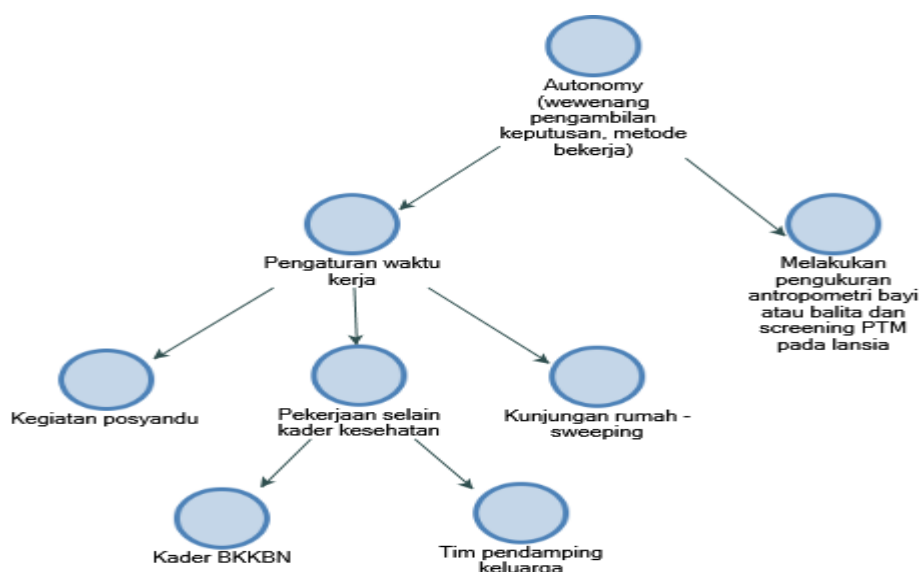 Autonomy
(wewenang
pengambilan
keputusan, metode
bekerja)
Pengaturan waktu
kerja
Melakukan
pengukuran
antropometri bayi
atau balita dan
screening PTM
pada lansia
Kegiatan posyandu
Pekerjaan selain
kader kesehatan
Kunjungan rumah -
sweeping
Kader BKKBN
Tim pendamping
keluarga